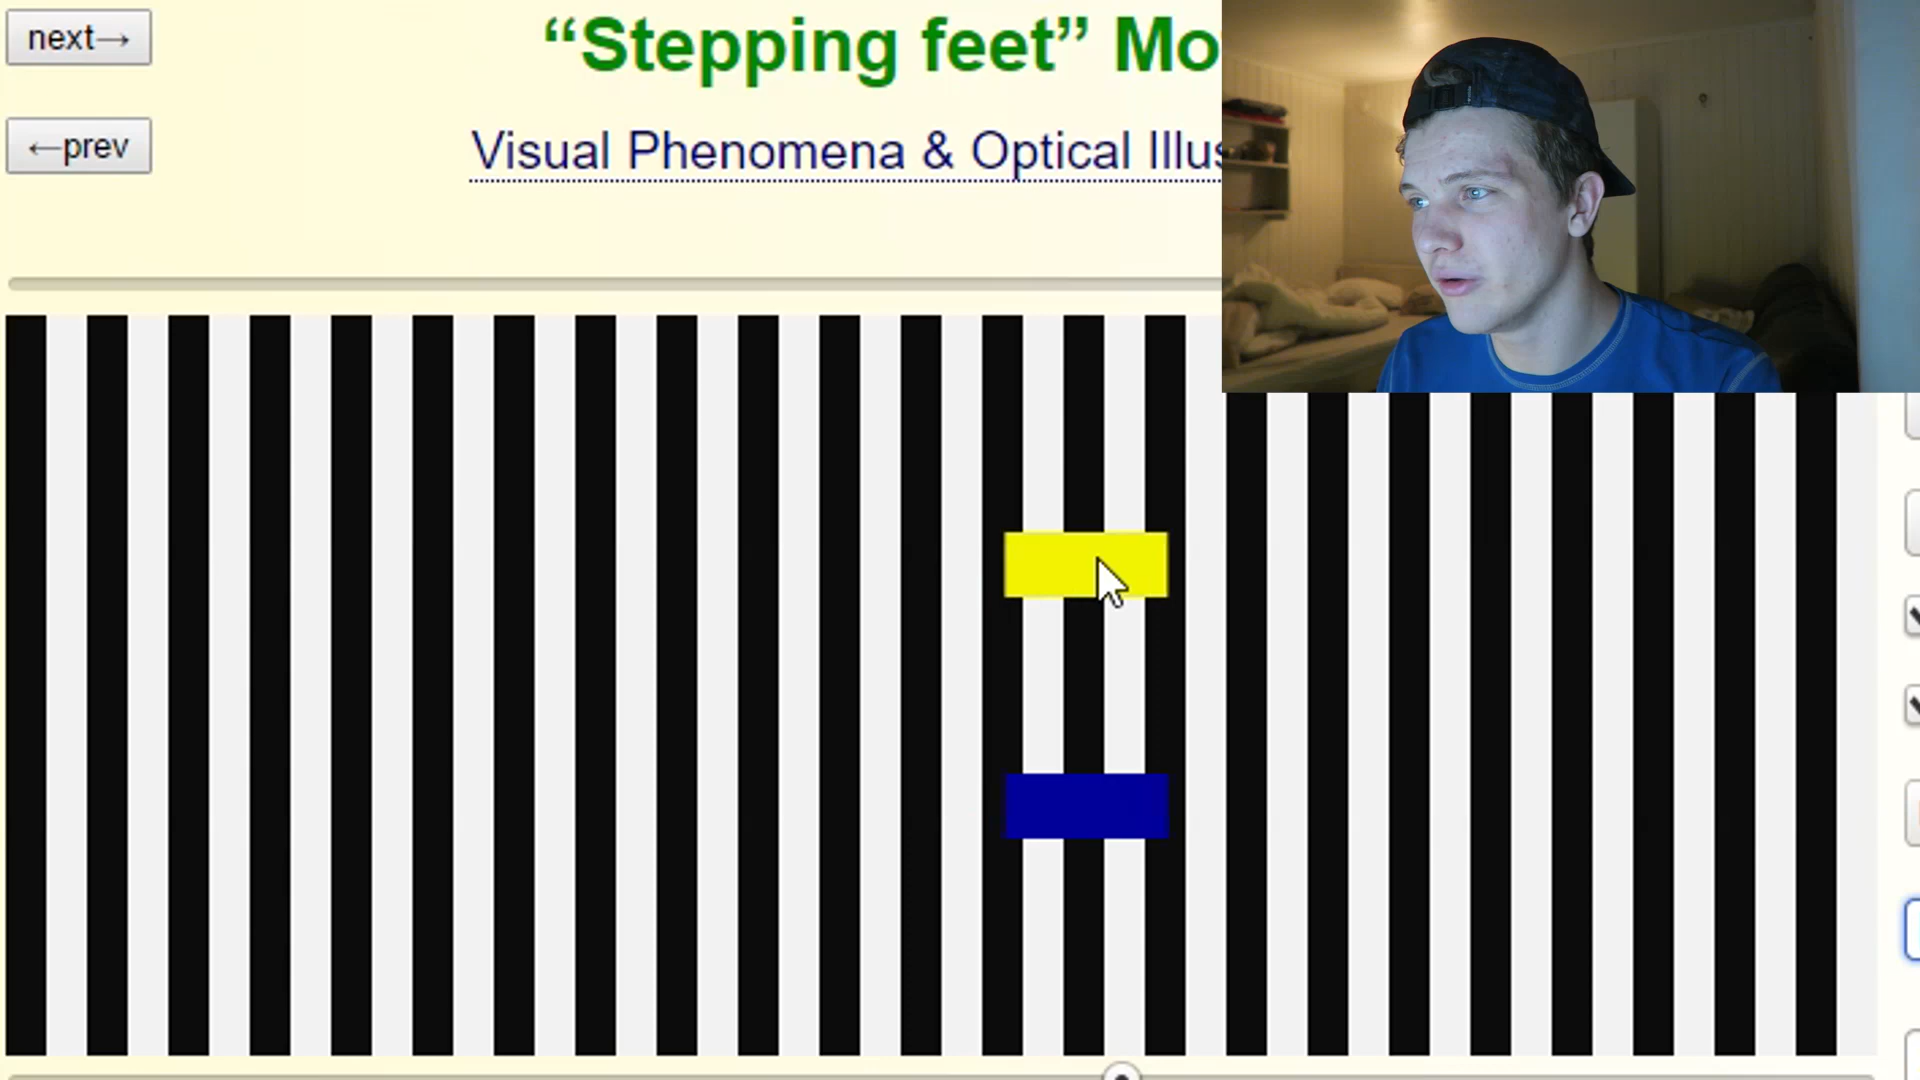 next→
“Stepping feet” Mo
←prev
Visual Phenomena & Optical Illus